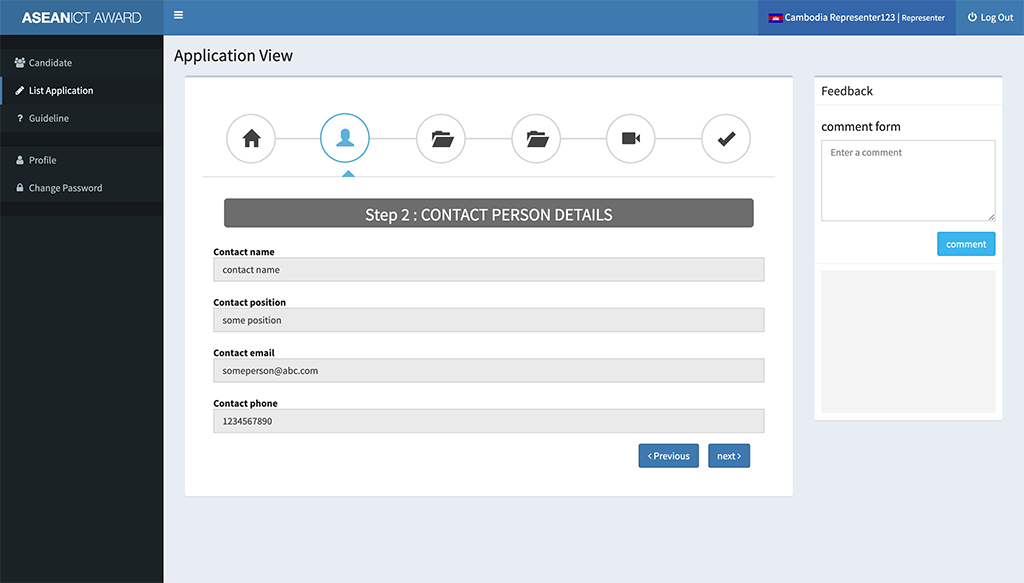 ASEANICT AWARD
Cambodia Representer123 | Representer
Log Out
Candidate
List Application
? Guideline
Profile
Change Password
Application View
Step 2 : CONTACT PERSON DETAILS
Contact name
contact name
Contact position
some position
Contact email
someperson@abc.com
Contact phone
1234567890
‹ Previous
next ›
Feedback
comment form
Enter a comment
comment